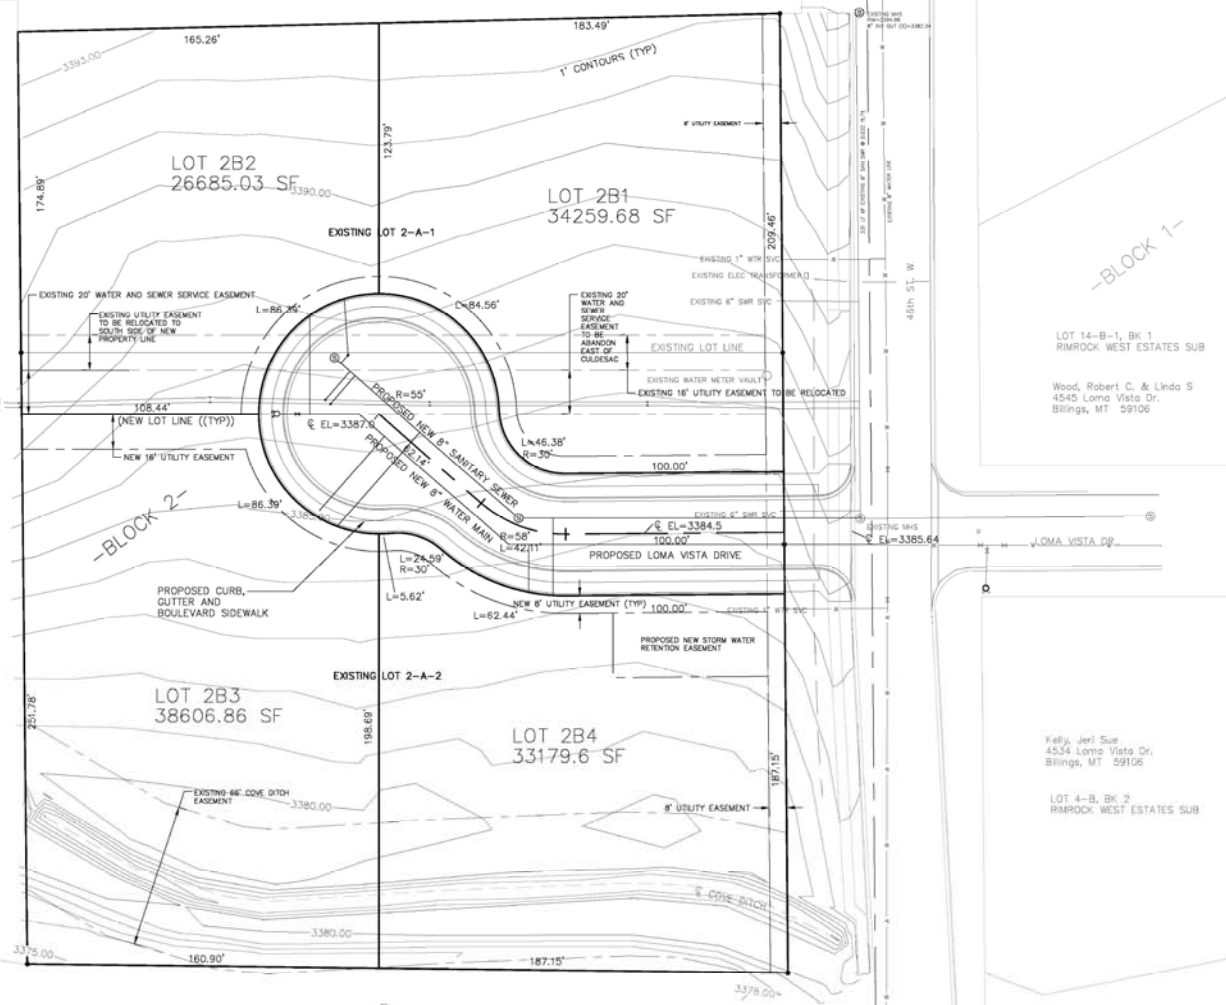 165.26'
183.49'
EXISTING MHS
3393.00
1' CONTOURS (TYP)
8' UTILITY EASEMENT
123.79'
LOT 2B2
26685.03 SF
3390.00
174.89'
LOT 2B1
34259.68 SF
209.46'
EXISTING 8" WATER LINE
EXISTING LOT 2-A-1
EXISTING 1" WTR SVC
EXISTING ELEC TRANSFORMER
EXISTING 6" SWR SVC
46th ST. W.
-BLOCK 1-
EXISTING 20' WATER AND SEWER SERVICE EASEMENT
L=86.39'
L=84.56'
EXISTING 20'
WATER AND
SEWER
SERVICE
EASEMENT
TO BE
ABANDON
EAST OF
CULDESAC
EXISTING UTILITY EASEMENT
TO BE RELOCATED TO
SOUTH SIDE OF NEW
PROPERTY LINE
EXISTING LOT LINE
LOT 14-B-1, BK 1
RIMROCK WEST ESTATES SUB
EXISTING WATER METER VAULT
EXISTING 16' UTILITY EASEMENT TO BE RELOCATED
Wood, Robert C. & Linda S
4545 Loma Vista Dr.
Billings, MT 59106
R=55'
108.44'
(NEW LOT LINE ((TYP))
℄ EL=3387.0
PROPOSED NEW 8" SANITARY SEWER
62.14'
PROPOSED NEW 8" WATER MAIN
NEW 16' UTILITY EASEMENT
L=46.38'
R=30'
100.00'
L=86.39'
-BLOCK 2-
EXISTING 6" SWR SVC
℄ EL=3384.5
100.00'
EXISTING MHS
℄ EL=3385.64
R=58'
L=42.11'
PROPOSED LOMA VISTA DRIVE
LOMA VISTA DR.
L=24.59'
R=30'
L=5.62'
PROPOSED CURB,
GUTTER AND
BOULEVARD SIDEWALK
NEW 8' UTILITY EASEMENT (TYP)
100.00'
EXISTING 1" WTR SVC
L=62.44'
PROPOSED NEW STORM WATER
RETENTION EASEMENT
EXISTING LOT 2-A-2
LOT 2B3
38606.86 SF
251.78'
198.69'
LOT 2B4
33179.6 SF
187.15'
Kelly, Jeri Sue
4534 Loma Vista Dr.
Billings, MT 59106
LOT 4-B, BK 2
RIMROCK WEST ESTATES SUB
EXISTING 66' COVE DITCH
EASEMENT
3380.00
8' UTILITY EASEMENT
℄ COVE DITCH
3380.00
3375.00
160.90'
187.15'
3378.00